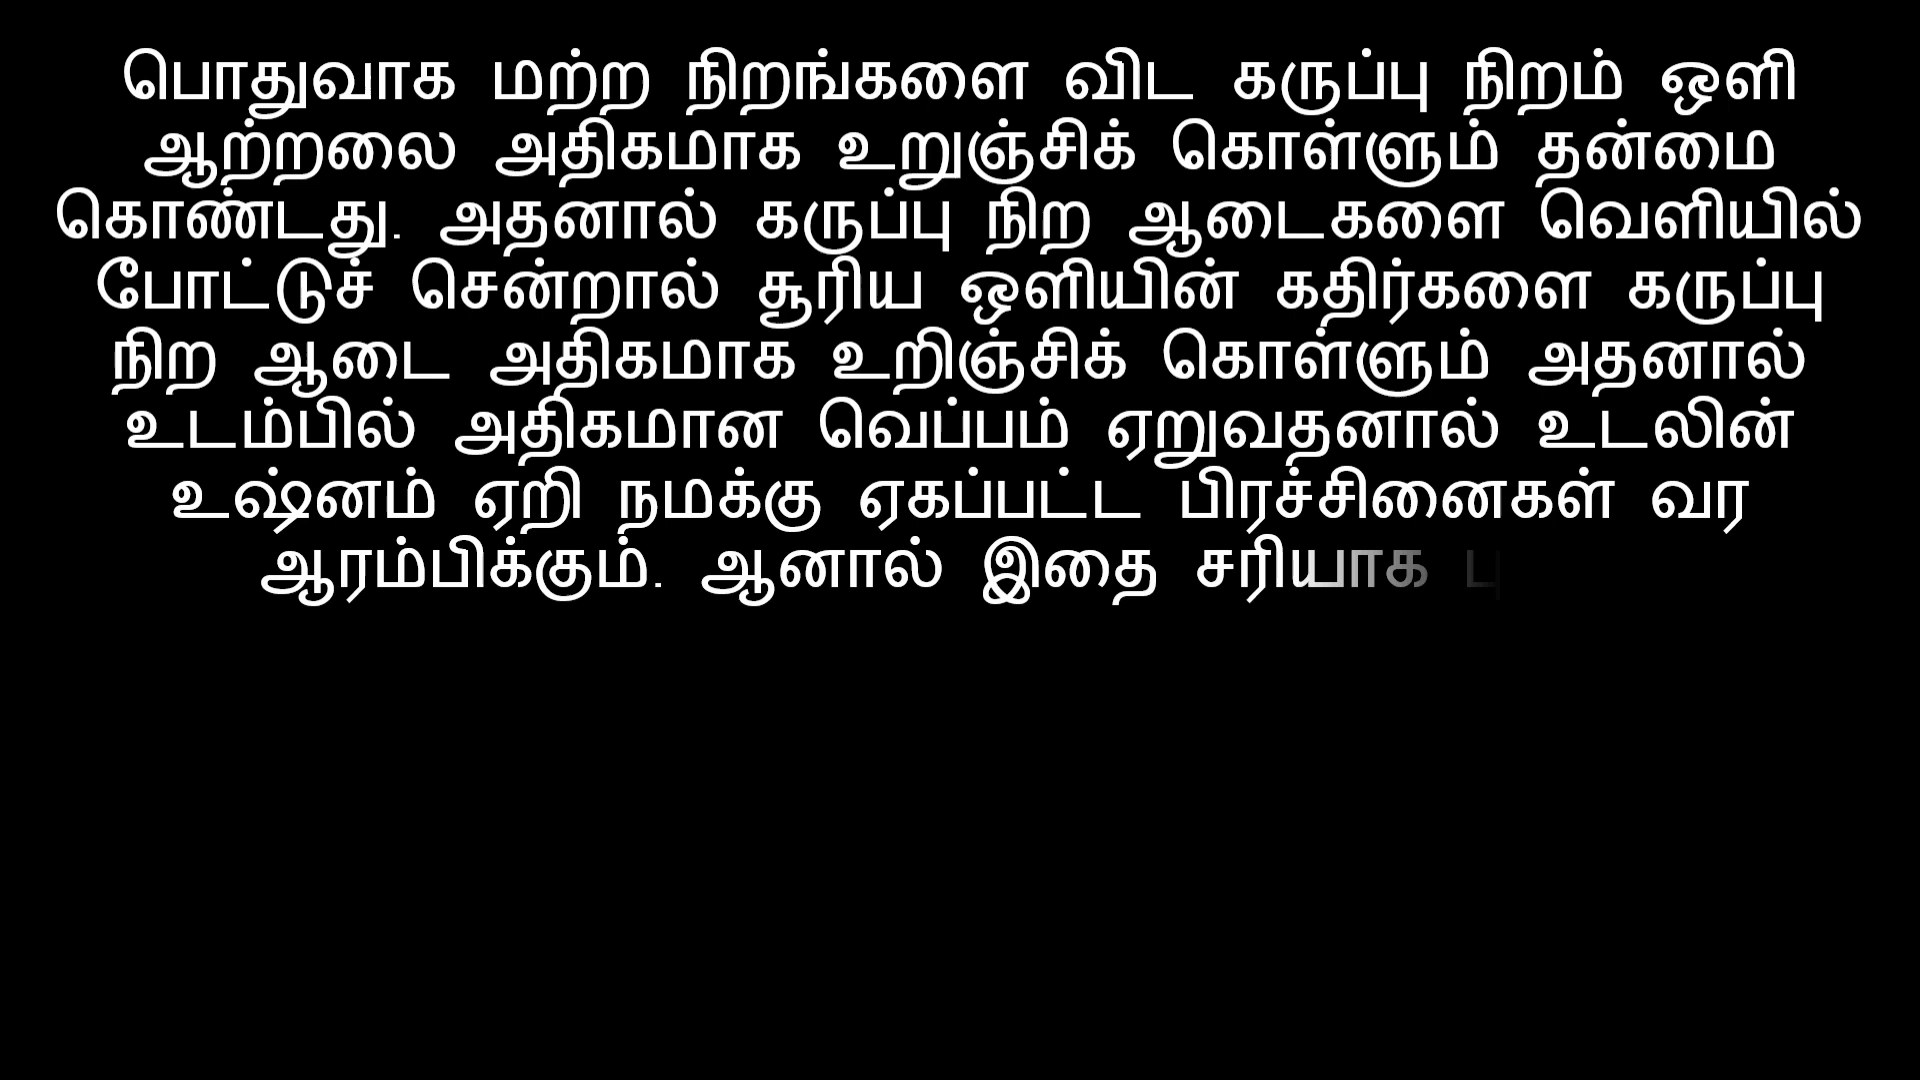 பொதுவாக மற்ற நிறங்களை விட கருப்பு நிறம் ஒளி
ஆற்றலை அதிகமாக உறுஞ்சிக் கொள்ளும் தன்மை
கொண்டது. அதனால் கருப்பு நிற ஆடைகளை வெளியில்
போட்டுச் சென்றால் சூரிய ஒளியின் கதிர்களை கருப்பு
நிற ஆடை அதிகமாக உறிஞ்சிக் கொள்ளும் அதனால்
உடம்பில் அதிகமான வெப்பம் ஏறுவதனால் உடலின்
உஷ்னம் ஏறி நமக்கு ஏகப்பட்ட பிரச்சினைகள் வர
ஆரம்பிக்கும். ஆனால் இதை சரியாக